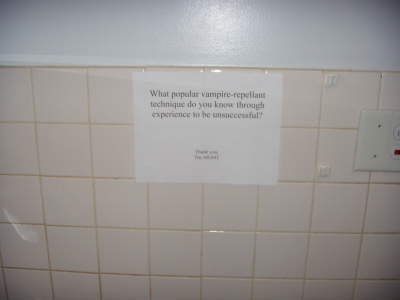 What popular vampire-repellant
technique do you know through
experience to be unsuccessful?
Thank you